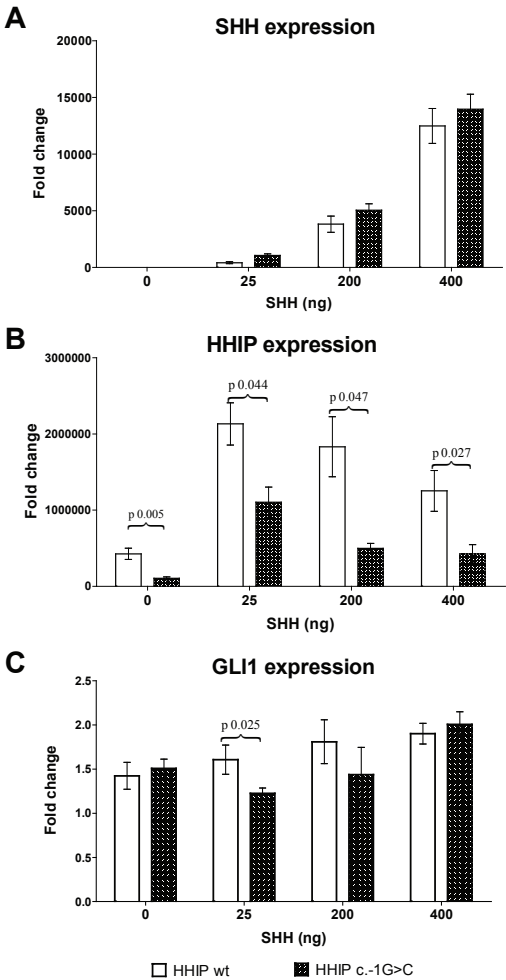 A
SHH expression
20000
15000
10000
5000
0
Fold change
0 25 200 400
SHH (ng)
B
HHIP expression
3000000
2000000
1000000
0
Fold change
p 0.005
p 0.044
p 0.047
p 0.027
0 25 200 400
SHH (ng)
C
GLI1 expression
2.5
2.0
1.5
1.0
0.5
0.0
Fold change
p 0.025
0 25 200 400
SHH (ng)
HHIP wt HHIP c.-1G>C